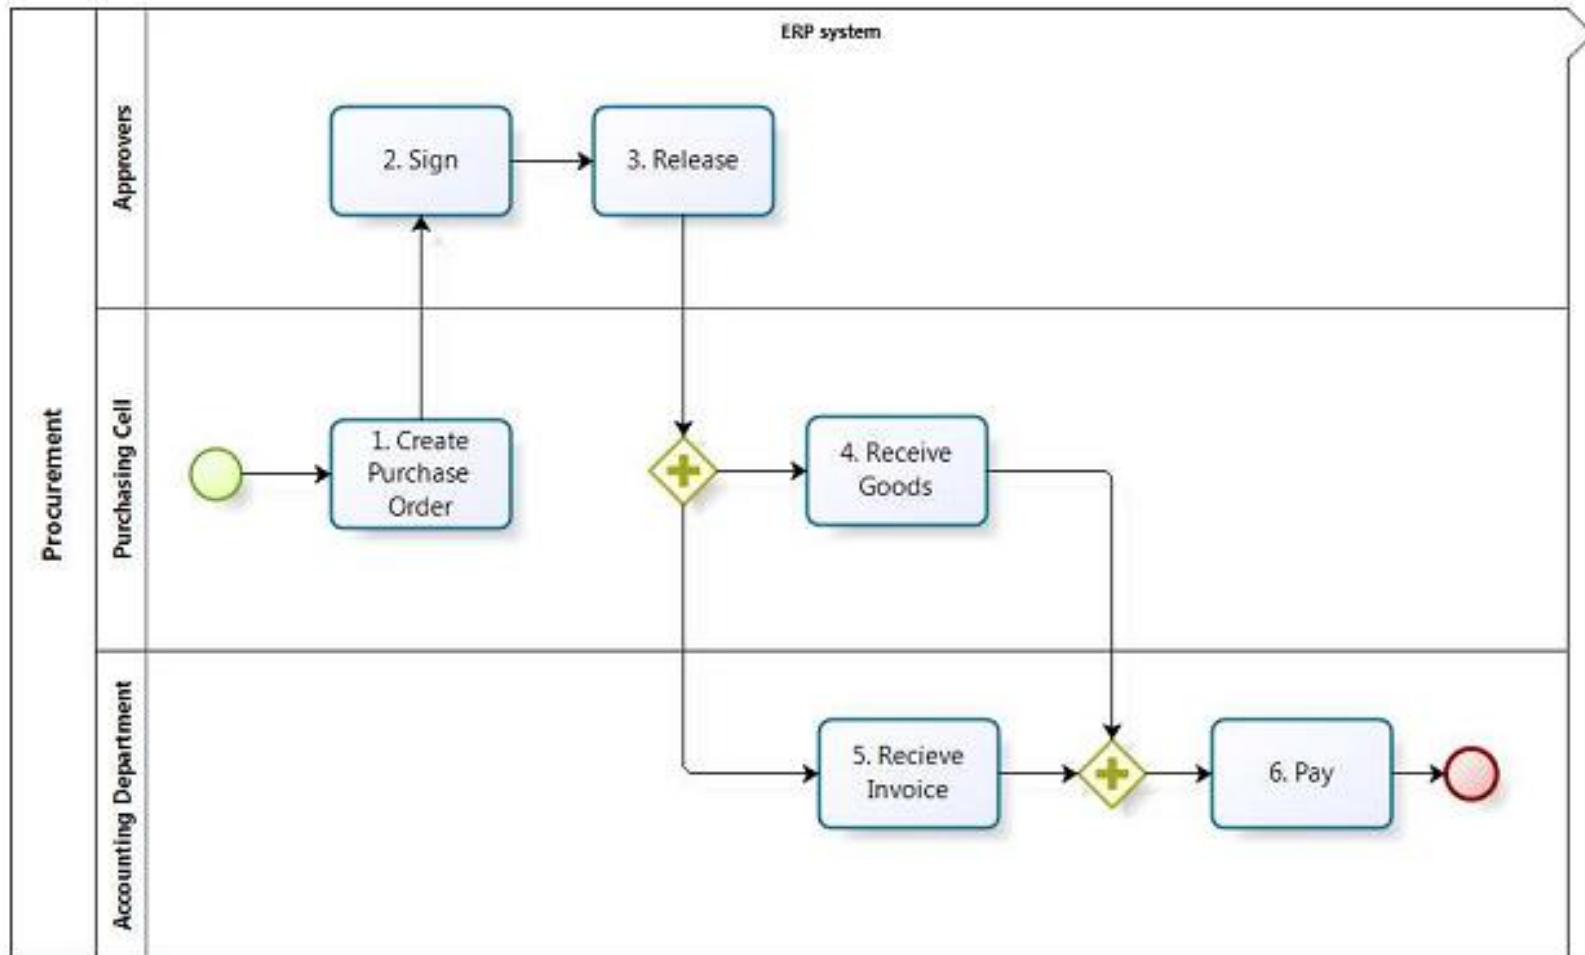 ERP system
Procurement
Approvers
2. Sign
3. Release
Purchasing Cell
1. Create
Purchase
Order
4. Receive
Goods
Accounting Department
5. Recieve
Invoice
6. Pay